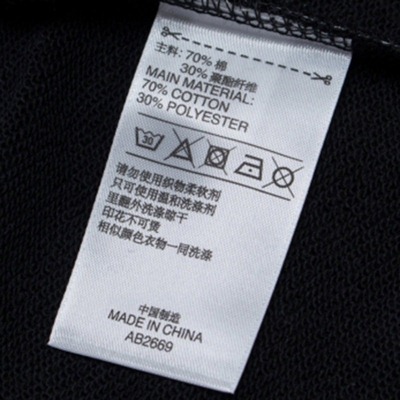 主料: 70% 棉
30% 聚酯纤维
MAIN MATERIAL:
70% COTTON
30% POLYESTER
30
请勿使用织物柔软剂
只可使用温和洗涤剂
里翻外洗涤晾干
印花不可烫
相似颜色衣物一同洗涤
中国制造
MADE IN CHINA
AB2669